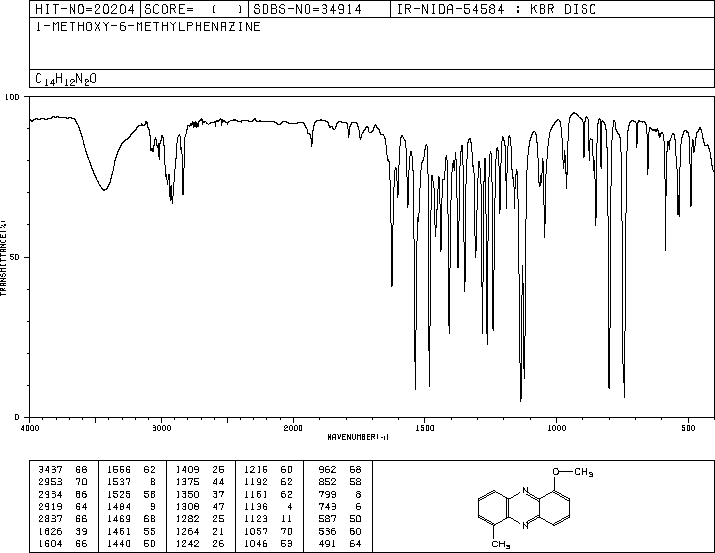 HIT-NO=20204 SCORE= ( ) SDBS-NO=34914 IR-NIDA-54584 : KBR DISC
1-METHOXY-6-METHYLPHENAZINE
C14H12N2O
100
50
0
TRANSMITTANCE(%)
4000 3000 2000 1500 1000 500
WAVENUMBER(-1)
3437 68 1566 62 1409 25 1216 60 962 68
2953 70 1537 8 1375 44 1192 62 852 58
2934 66 1525 58 1350 37 1161 62 799 8
2919 64 1484 9 1308 47 1136 4 743 6
2837 66 1469 68 1282 25 1123 11 587 50
1626 39 1461 55 1264 21 1057 70 536 60
1604 66 1440 50 1242 26 1046 53 491 64
O—CH3
N
N
CH3